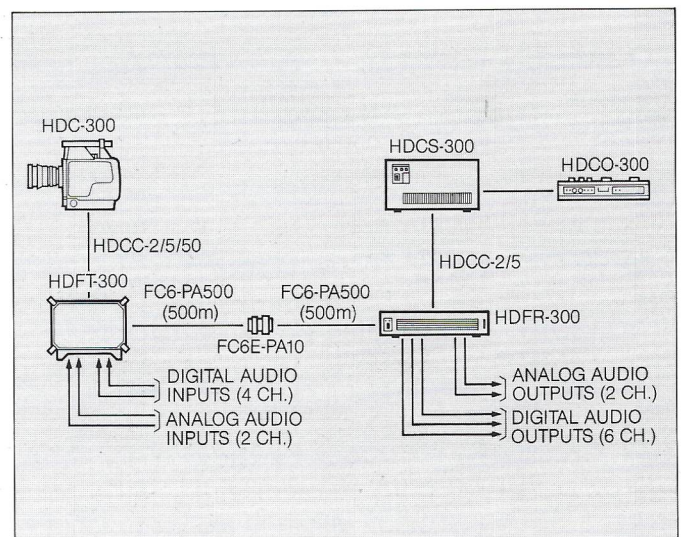 HDC-300
HDCS-300
HDCO-300
HDCC-2/5/50
HDCC-2/5
HDFT-300
FC6-PA500
(500m)
FC6-PA500
(500m)
HDFR-300
FC6E-PA10
DIGITAL AUDIO
INPUTS (4 CH.)
ANALOG AUDIO
INPUTS (2 CH.)
ANALOG AUDIO
OUTPUTS (2 CH.)
DIGITAL AUDIO
OUTPUTS (6 CH.)